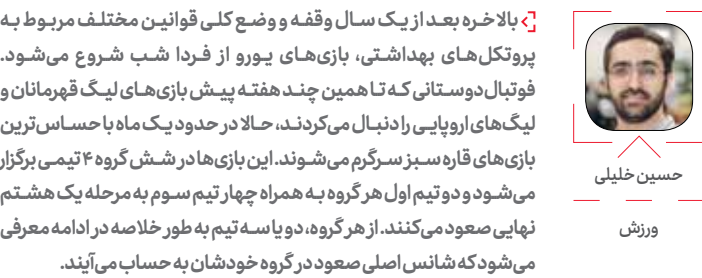 بالاخره بعد از یک سال وقفه و وضع کلی قوانین مختلف مربوط به
پروتکل‌های بهداشتی، بازی‌های یورو از فردا شب شروع می‌شود.
فوتبال‌دوستانی که تا همین چند هفته پیش بازی‌های لیگ قهرمانان و
لیگ‌های اروپایی را دنبال می‌کردند، حالا در حدود یک ماه با حساس‌ترین
بازی‌های قاره سبز سرگرم می‌شوند. این بازی‌ها در شش گروه ۴ تیمی برگزار
می‌شود و دو تیم اول هر گروه به همراه چهار تیم سوم به مرحله یک هشتم
نهایی صعود می‌کنند. از هر گروه، دو یا سه تیم به طور خلاصه در ادامه معرفی
می‌شود که شانس اصلی صعود در گروه خودشان به حساب می‌آیند.
حسین خلیلی
ورزش